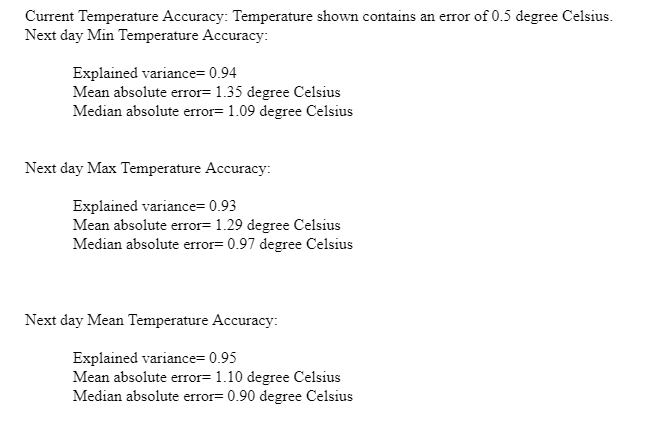 Current Temperature Accuracy: Temperature shown contains an error of 0.5 degree Celsius.
Next day Min Temperature Accuracy:
Explained variance= 0.94
Mean absolute error= 1.35 degree Celsius
Median absolute error= 1.09 degree Celsius
Next day Max Temperature Accuracy:
Explained variance= 0.93
Mean absolute error= 1.29 degree Celsius
Median absolute error= 0.97 degree Celsius
Next day Mean Temperature Accuracy:
Explained variance= 0.95
Mean absolute error= 1.10 degree Celsius
Median absolute error= 0.90 degree Celsius